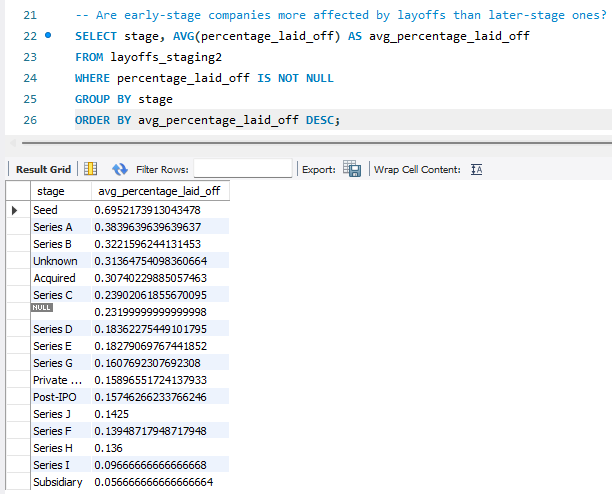 21 -- Are early-stage companies more affected by layoffs than later-stage ones?
22 SELECT stage, AVG(percentage_laid_off) AS avg_percentage_laid_off
23 FROM layoffs_staging2
24 WHERE percentage_laid_off IS NOT NULL
25 GROUP BY stage
26 ORDER BY avg_percentage_laid_off DESC;
Result Grid Filter Rows: Export: Wrap Cell Content: IA
stage avg_percentage_laid_off
Seed 0.6952173913043478
Series A 0.3839639639639637
Series B 0.3221596244131453
Unknown 0.31364754098360664
Acquired 0.30740229885057463
Series C 0.23902061855670095
NULL 0.23199999999999998
Series D 0.18362275449101795
Series E 0.18279069767441852
Series G 0.1607692307692308
Private ... 0.15896551724137933
Post-IPO 0.15746266233766246
Series J 0.1425
Series F 0.13948717948717948
Series H 0.136
Series I 0.09666666666666668
Subsidiary 0.056666666666666664